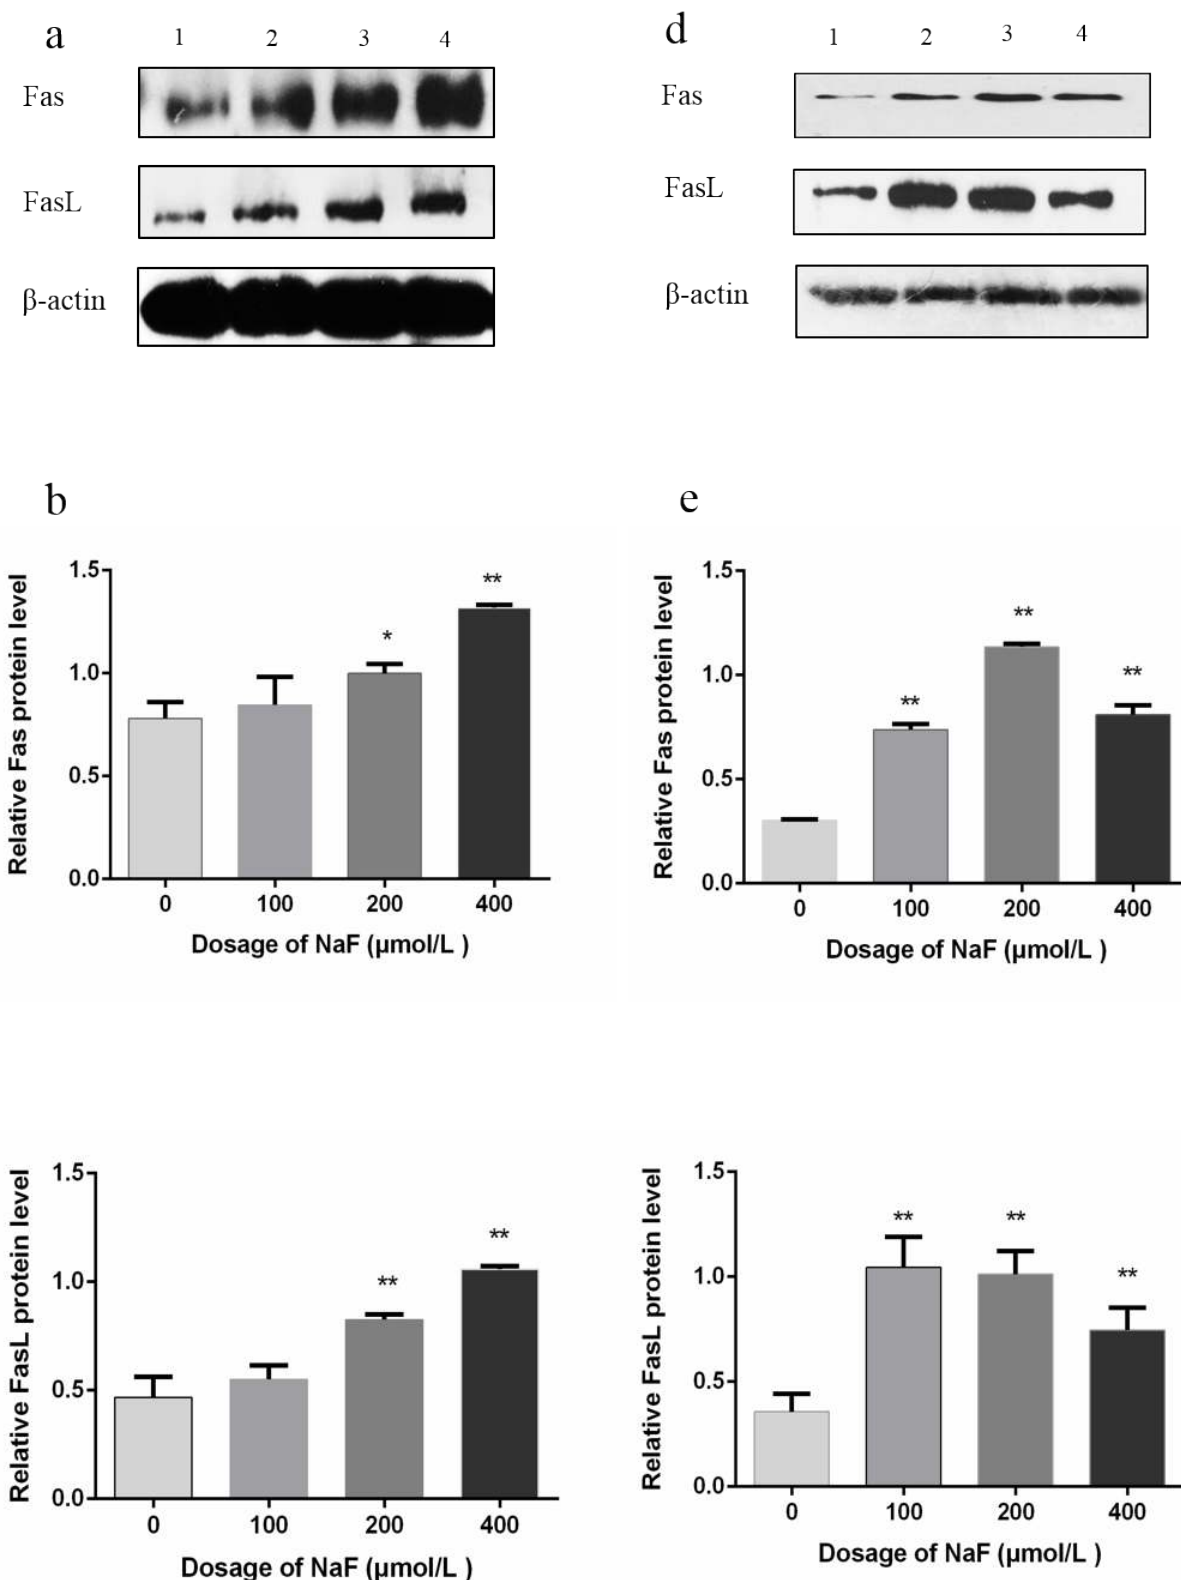 a
1 2 3 4
Fas
FasL
β-actin
d
1 2 3 4
Fas
FasL
β-actin
b
Relative Fas protein level
1.5
1.0
0.5
0.0
*
**
0 100 200 400
Dosage of NaF (μmol/L )
e
Relative Fas protein level
1.5
1.0
0.5
0.0
**
**
**
0 100 200 400
Dosage of NaF (μmol/L )
Relative FasL protein level
1.5
1.0
0.5
0.0
**
**
0 100 200 400
Dosage of NaF (μmol/L )
Relative FasL protein level
1.5
1.0
0.5
0.0
**
**
**
0 100 200 400
Dosage of NaF (μmol/L )